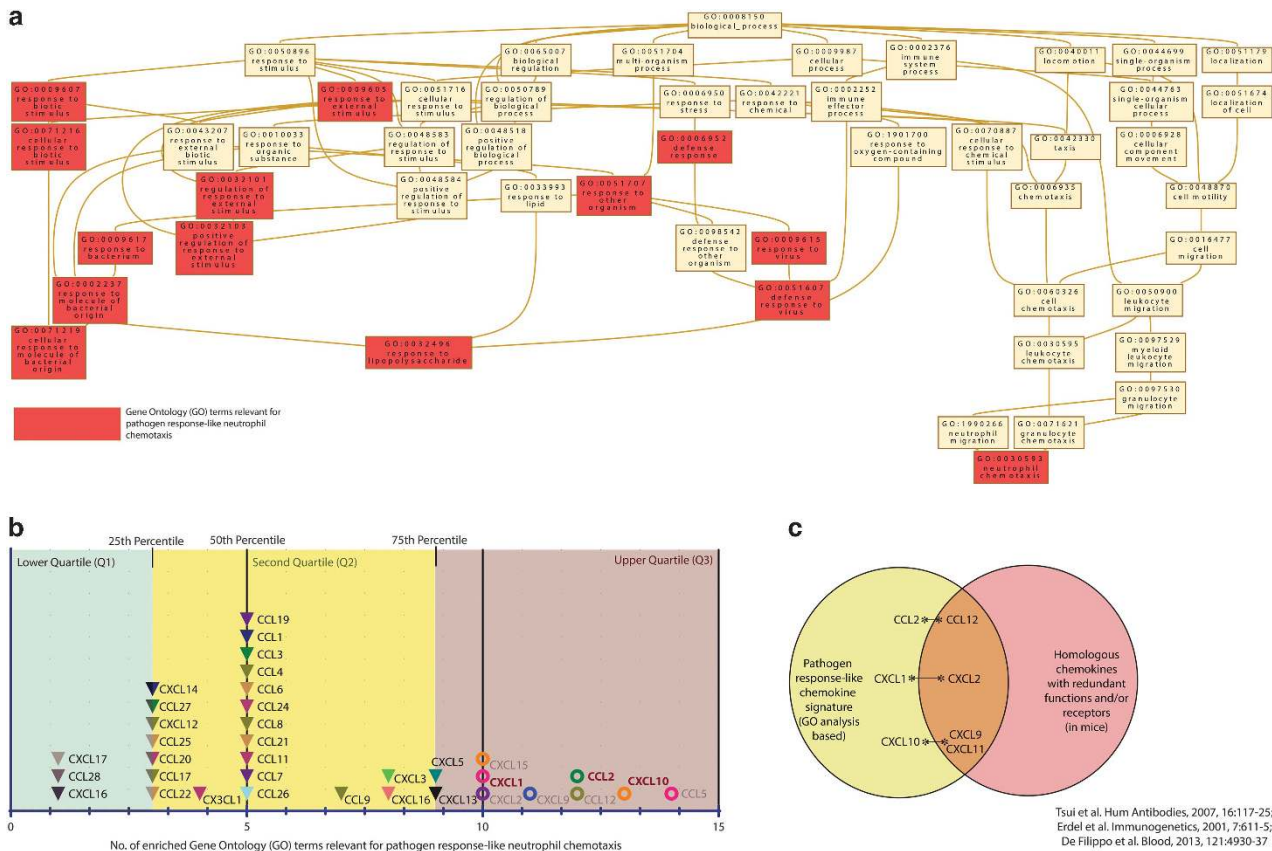 a
GO:0008150
biological_process
GO:0050896
response to
stimulus
GO:0065007
biological
regulation
GO:0051704
multi-organism
process
GO:0009987
cellular
process
GO:0002376
immune
system
process
GO:0040011
locomotion
GO:0044699
single-organism
process
GO:0051179
localization
GO:0009607
response to
biotic
stimulus
GO:0009605
response to
external
stimulus
GO:0051716
cellular
response to
stimulus
GO:0050789
regulation of
biological
process
GO:0006950
response to
stress
GO:0042221
response to
chemical
GO:0002252
immune
effector
process
GO:0044763
single-organism
cellular
process
GO:0051674
localization
of cell
GO:0071216
cellular
response to
biotic
stimulus
GO:0043207
response to
external
biotic
stimulus
GO:0010033
response to
organic
substance
GO:0048583
regulation of
response to
stimulus
GO:0048518
positive
regulation of
biological
process
GO:0006952
defense
response
GO:1901700
response to
oxygen-containing
compound
GO:0070887
cellular
response to
chemical
stimulus
GO:0042330
taxis
GO:0006928
cellular
component
movement
GO:0032101
regulation of
response to
external
stimulus
GO:0048584
positive
regulation of
response to
stimulus
GO:0033993
response to
lipid
GO:0051707
response to
other
organism
GO:0006935
chemotaxis
GO:0048870
cell motility
GO:0009617
response to
bacterium
GO:0032103
positive
regulation of
response to
external
stimulus
GO:0098542
defense
response to
other
organism
GO:0009615
response to
virus
GO:0016477
cell
migration
GO:0002237
response to
molecule of
bacterial
origin
GO:0051607
defense
response to
virus
GO:0060326
cell
chemotaxis
GO:0050900
leukocyte
migration
GO:0071219
cellular
response to
molecule of
bacterial
origin
GO:0032496
response to
lipopolysaccharide
GO:0030595
leukocyte
chemotaxis
GO:0097529
myeloid
leukocyte
migration
GO:0097530
granulocyte
migration
GO:1990266
neutrophil
migration
GO:0071621
granulocyte
chemotaxis
GO:0030593
neutrophil
chemotaxis
Gene Ontology (GO) terms relevant for
pathogen response-like neutrophil
chemotaxis
b
25th Percentile
50th Percentile
75th Percentile
Lower Quartile (Q1)
Second Quartile (Q2)
Upper Quartile (Q3)
CXCL17
CCL28
CXCL16
CXCL14
CCL27
CXCL12
CCL25
CCL20
CCL17
CCL22
CX3CL1
CCL19
CCL1
CCL3
CCL4
CCL6
CCL24
CCL8
CCL21
CCL11
CCL7
CCL26
CCL9
CXCL3
CXCL16
CXCL5
CXCL13
CXCL15
CXCL1
CXCL2
CXCL9
CCL2
CCL12
CXCL10
CCL5
0
5
10
15
No. of enriched Gene Ontology (GO) terms relevant for pathogen response-like neutrophil chemotaxis
c
CCL2
CCL12
Pathogen
response-like
chemokine
signature
(GO analysis
based)
CXCL1
CXCL2
CXCL10
CXCL9
CXCL11
Homologous
chemokines
with redundant
functions and/or
receptors
(in mice)
Tsui et al. Hum Antibodies, 2007, 16:117-25;
Erdel et al. Immunogenetics, 2001, 7:611-5;
De Filippo et al. Blood, 2013, 121:4930-37